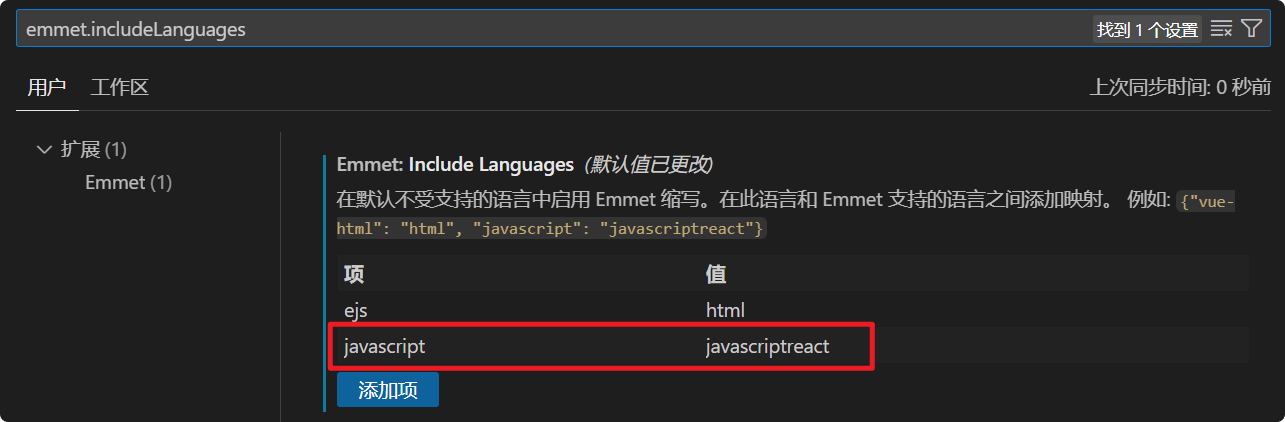 emmet.includeLanguages
找到 1 个设置
用户 工作区
上次同步时间: 0 秒前
扩展 (1)
Emmet (1)
Emmet: Include Languages (默认值已更改)
在默认不受支持的语言中启用 Emmet 缩写。在此语言和 Emmet 支持的语言之间添加映射。 例如: {"vue-
html": "html", "javascript": "javascriptreact"}
项 值
ejs html
javascript javascriptreact
添加项